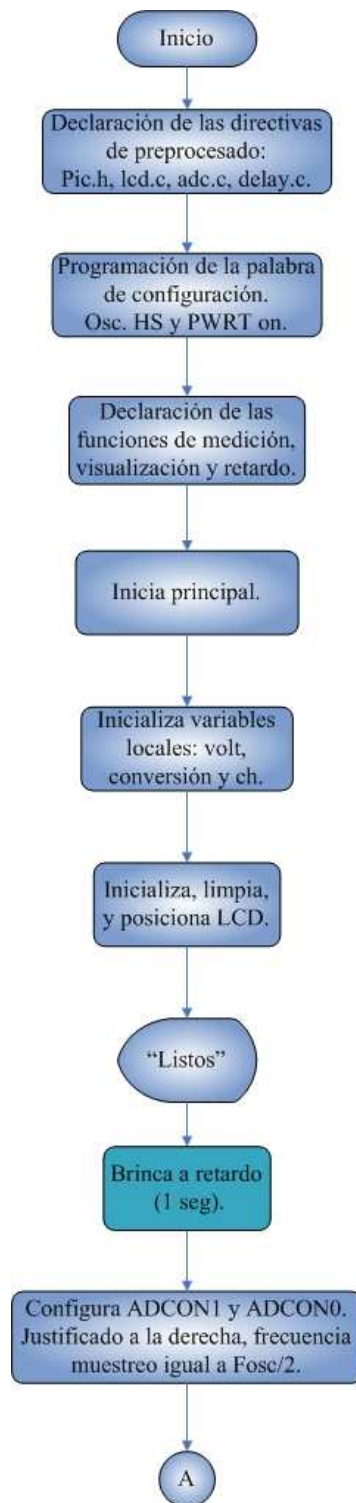 Inicio
Declaración de las directivas
de preprocesado:
Pic.h, lcd.c, adc.c, delay.c.
Programación de la palabra
de configuración.
Osc. HS y PWRT on.
Declaración de las
funciones de medición,
visualización y retardo.
Inicia principal.
Inicializa variables
locales: volt,
conversión y ch.
Inicializa, limpia,
y posiciona LCD.
“Listos”
Brinca a retardo
(1 seg).
Configura ADCON1 y ADCON0.
Justificado a la derecha, frecuencia
muestreo igual a Fosc/2.
A